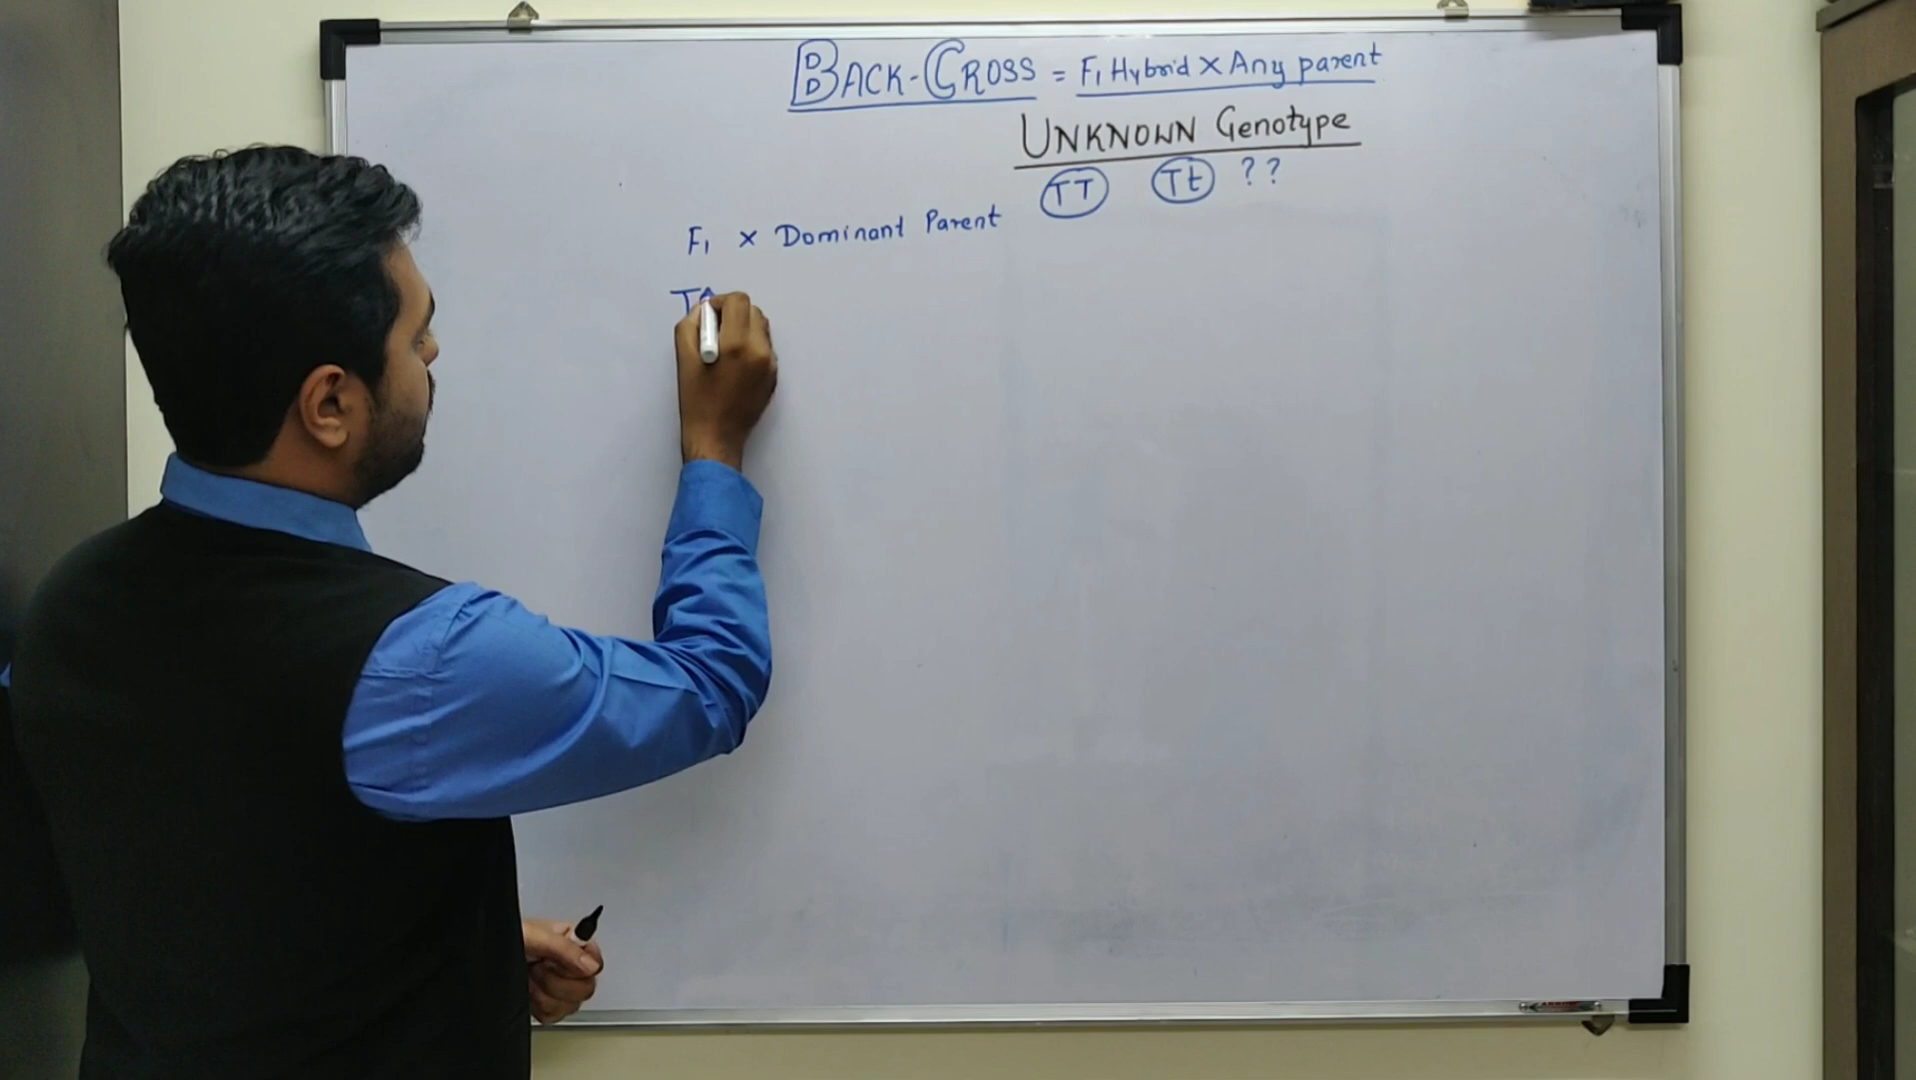 BACK-CROSS = F₁ Hybrid × Any parent
UNKNOWN Genotype
TT Tt ??
F₁ × Dominant Parent
T